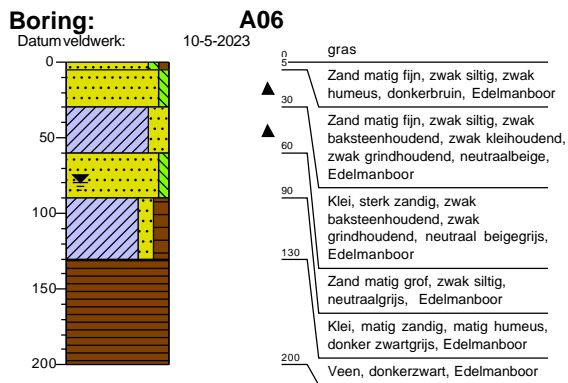 Boring: A06
Datum veldwerk: 10-5-2023
0
50
100
150
200
0
5
30
60
90
130
200
gras
Zand matig fijn, zwak siltig, zwak
humeus, donkerbruin, Edelmanboor
Zand matig fijn, zwak siltig, zwak
baksteenhoudend, zwak kleihoudend,
zwak grindhoudend, neutraalbeige,
Edelmanboor
Klei, sterk zandig, zwak
baksteenhoudend, zwak
grindhoudend, neutraal beigegrijs,
Edelmanboor
Zand matig grof, zwak siltig,
neutraalgrijs, Edelmanboor
Klei, matig zandig, matig humeus,
donker zwartgrijs, Edelmanboor
Veen, donkerzwart, Edelmanboor